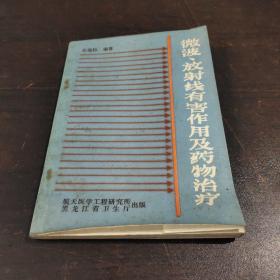 编著
微波、放射线有害作用及药物治疗
航天医学工程研究所
黑龙江省卫生厅
出版